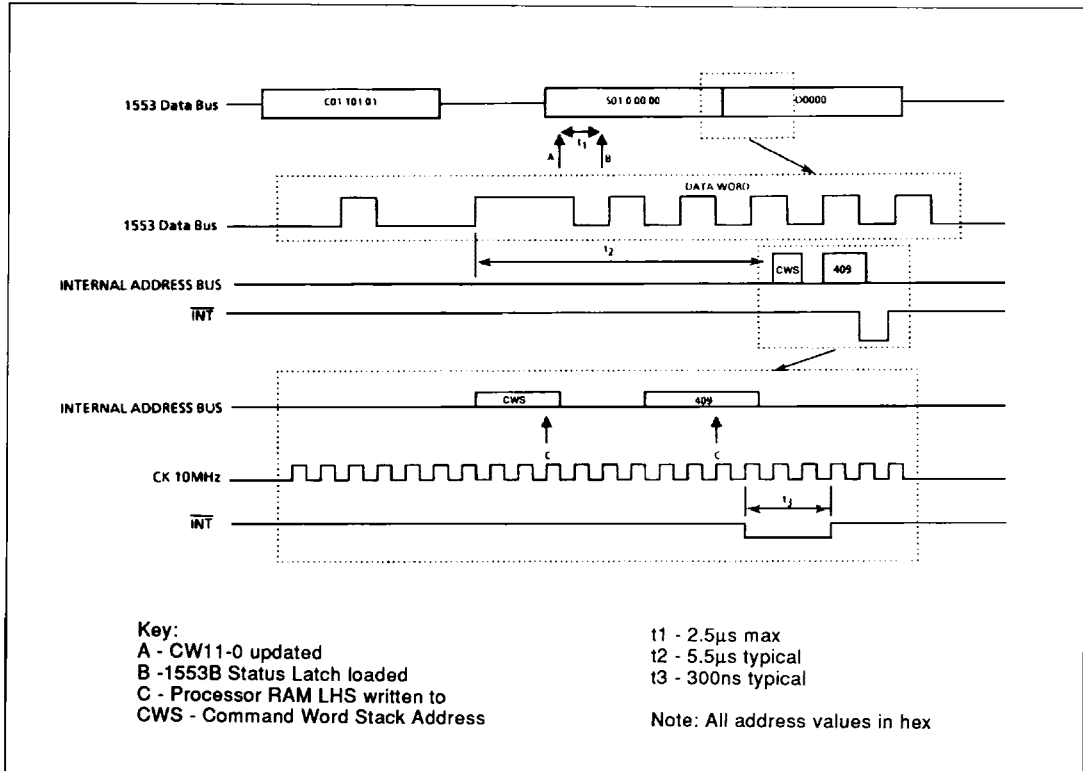 1553 Data Bus
C01 T01 01
S01 0 00 00
D0000
t1
A
B
DATA WORD
1553 Data Bus
t2
CWS
409
INTERNAL ADDRESS BUS
INT
INTERNAL ADDRESS BUS
CWS
409
C
C
CK 10MHz
t3
INT
Key:
A - CW11-0 updated
B -1553B Status Latch loaded
C - Processor RAM LHS written to
CWS - Command Word Stack Address
t1 - 2.5µs max
t2 - 5.5µs typical
t3 - 300ns typical
Note: All address values in hex